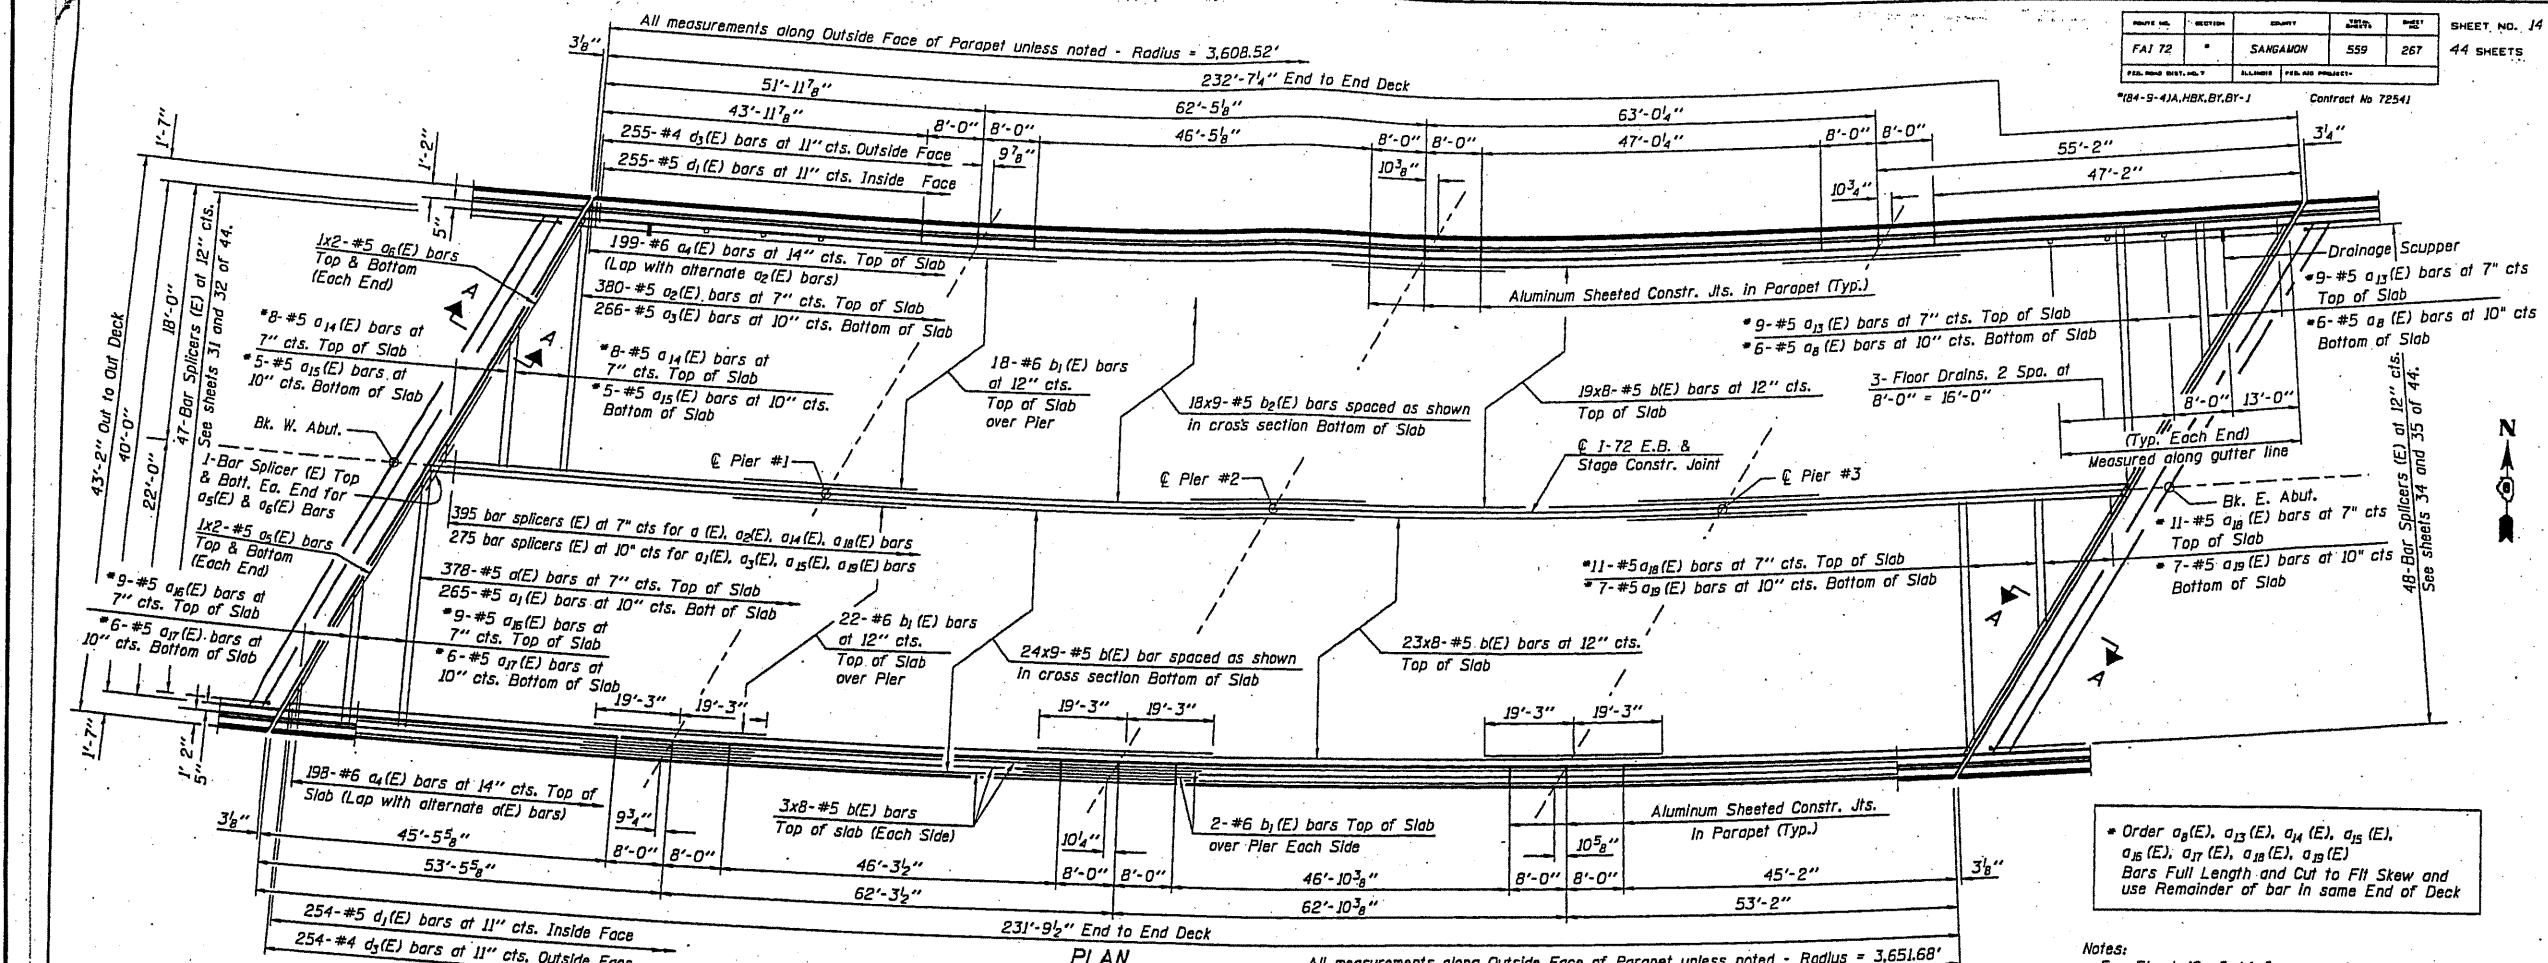 All measurements along Outside Face of Parapet unless noted - Radius = 3,608.52'
3⅛"
232'-7¼" End to End Deck
51'-11⅞"
62'-5⅛"
63'-0¼"
55'-2"
3¼"
43'-11⅞"
8'-0"
8'-0"
46'-5⅛"
8'-0"
8'-0"
47'-0¼"
8'-0"
8'-0"
47'-2"
255-#4 d3(E) bars at 11" cts. Outside Face
255-#5 d1(E) bars at 11" cts. Inside Face
9⅞"
10⅜"
10¾"
SECTION
COUNTY
TOTAL SHEETS
SHEET NO.
FAI 72
*
SANGAMON
559
267
ILLINOIS
SHEET NO. 14
44 SHEETS
*(84-9-4)A,HBK,BY,BY-1
Contract No 72541
1'-7"
1'-2"
5"
43'-2" Out to Out Deck
40'-0"
18'-0"
22'-0"
47-Bar Splicers (E) at 12" cts.
See sheets 31 and 32 of 44.
1x2-#5 a6(E) bars
Top & Bottom
(Each End)
A
A
*8-#5 a14(E) bars at
7" cts. Top of Slab
*5-#5 a15(E) bars at
10" cts. Bottom of Slab
Bk. W. Abut.
1-Bar Splicer (E) Top
& Bott. Ea. End for
a5(E) & a6(E) Bars
1x2-#5 a5(E) bars
Top & Bottom
(Each End)
*9-#5 a16(E) bars at
7" cts. Top of Slab
*6-#5 a17(E) bars at
10" cts. Bottom of Slab
199-#6 a4(E) bars at 14" cts. Top of Slab
(Lap with alternate a2(E) bars)
380-#5 a2(E) bars at 7" cts. Top of Slab
266-#5 a3(E) bars at 10" cts. Bottom of Slab
*8-#5 a14(E) bars at
7" cts. Top of Slab
*5-#5 a15(E) bars at 10" cts.
Bottom of Slab
18-#6 b1(E) bars
at 12" cts.
Top of Slab
over Pier
18x9-#5 b2(E) bars spaced as shown
in cross section Bottom of Slab
Aluminum Sheeted Constr. Jts. in Parapet (Typ.)
19x8-#5 b(E) bars at 12" cts.
Top of Slab
℄ I-72 E.B. &
Stage Constr. Joint
*9-#5 a13(E) bars at 7" cts. Top of Slab
*6-#5 a8(E) bars at 10" cts. Bottom of Slab
3- Floor Drains. 2 Spa. at
8'-0" = 16'-0"
8'-0"
13'-0"
(Typ. Each End)
Measured along gutter line
Drainage Scupper
*9-#5 a13(E) bars at 7" cts
Top of Slab
*6-#5 a8(E) bars at 10" cts
Bottom of Slab
48-Bar Splicers (E) at 12" cts.
See sheets 34 and 35 of 44.
N
℄ Pier #1
℄ Pier #2
℄ Pier #3
Bk. E. Abut.
*11-#5 a18(E) bars at 7" cts
Top of Slab
*7-#5 a19(E) bars at 10" cts
Bottom of Slab
395 bar splicers (E) at 7" cts for a(E), a2(E), a14(E), a18(E) bars
275 bar splicers (E) at 10" cts for a1(E), a3(E), a15(E), a19(E) bars
378-#5 a(E) bars at 7" cts. Top of Slab
265-#5 a1(E) bars at 10" cts. Bott of Slab
*9-#5 a16(E) bars at
7" cts. Top of Slab
*6-#5 a17(E) bars at
10" cts. Bottom of Slab
22-#6 b1(E) bars
at 12" cts.
Top of Slab
over Pier
24x9-#5 b(E) bar spaced as shown
in cross section Bottom of Slab
23x8-#5 b(E) bars at 12" cts.
Top of Slab
*11-#5 a18(E) bars at 7" cts. Top of Slab
*7-#5 a19(E) bars at 10" cts. Bottom of Slab
A
A
19'-3"
19'-3"
19'-3"
19'-3"
19'-3"
19'-3"
1'-7"
1'2"
5"
198-#6 a4(E) bars at 14" cts. Top of
Slab (Lap with alternate a(E) bars)
3x8-#5 b(E) bars
Top of slab (Each Side)
2-#6 b1(E) bars Top of Slab
over Pier Each Side
Aluminum Sheeted Constr. Jts.
In Parapet (Typ.)
3⅛"
9¾"
10¼"
10⅝"
3⅛"
45'-5⅝"
8'-0"
8'-0"
46'-3½"
8'-0"
8'-0"
46'-10⅜"
8'-0"
8'-0"
45'-2"
53'-5⅝"
62'-3½"
62'-10⅜"
53'-2"
254-#5 d1(E) bars at 11" cts. Inside Face
231'-9½" End to End Deck
254-#4 d3(E) bars at 11" cts. Outside Face
PLAN
All measurements along Outside Face of Parapet unless noted - Radius = 3,651.68'
* Order a8(E), a13(E), a14(E), a15(E),
a16(E), a17(E), a18(E), a19(E)
Bars Full Length and Cut to Fit Skew and
use Remainder of bar in same End of Deck
Notes: